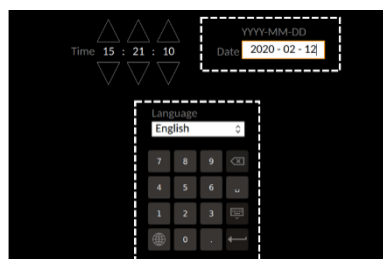 YYYY-MM-DD
Time 15 : 21 : 10
Date 2020 - 02 - 12
Language
English
7 8 9
4 5 6
1 2 3
0 .